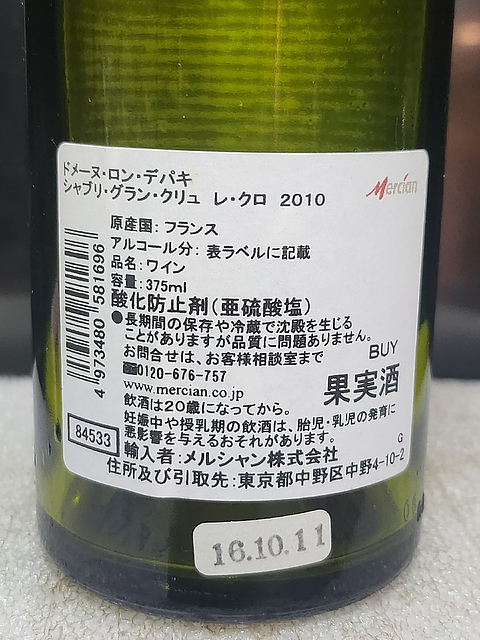 ドメーヌ・ロン・デパキ
シャブリ・グラン・クリュ レ・クロ 2010
Mercian
原産国：フランス
アルコール分：表ラベルに記載
品名：ワイン
容量：375ml
酸化防止剤（亜硫酸塩）
●長期間の保存や冷蔵で沈殿を生じる
ことがありますが品質に問題ありません。
お問合せは、お客様相談室まで
☎0120-676-757
www.mercian.co.jp
BUY
果実酒
飲酒は20歳になってから。
妊娠中や授乳期の飲酒は、胎児・乳児の発育に
悪影響を与えるおそれがあります。
G
輸入者：メルシャン株式会社
住所及び引取先：東京都中野区中野4-10-2
4 973480 581696
84533
16.10.11